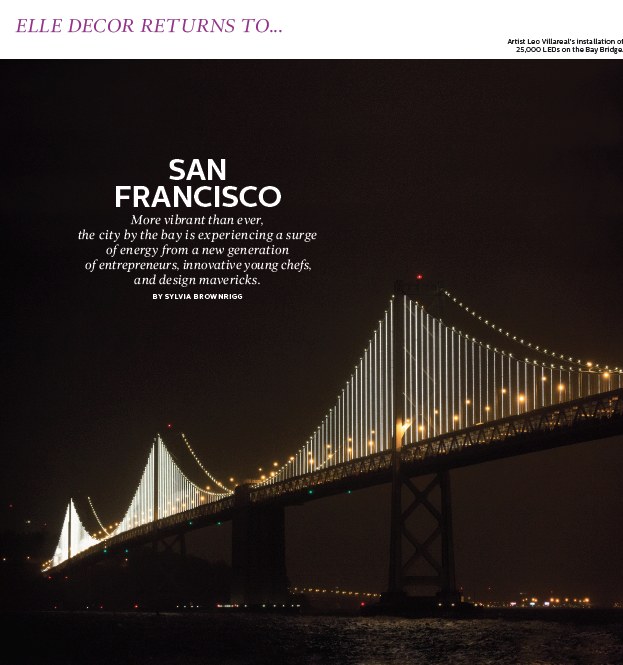 ELLE DECOR RETURNS TO...
Artist Leo Villareal's installation of
25,000 LEDs on the Bay Bridge.
SAN
FRANCISCO
More vibrant than ever,
the city by the bay is experiencing a surge
of energy from a new generation
of entrepreneurs, innovative young chefs,
and design mavericks.
BY SYLVIA BROWNRIGG